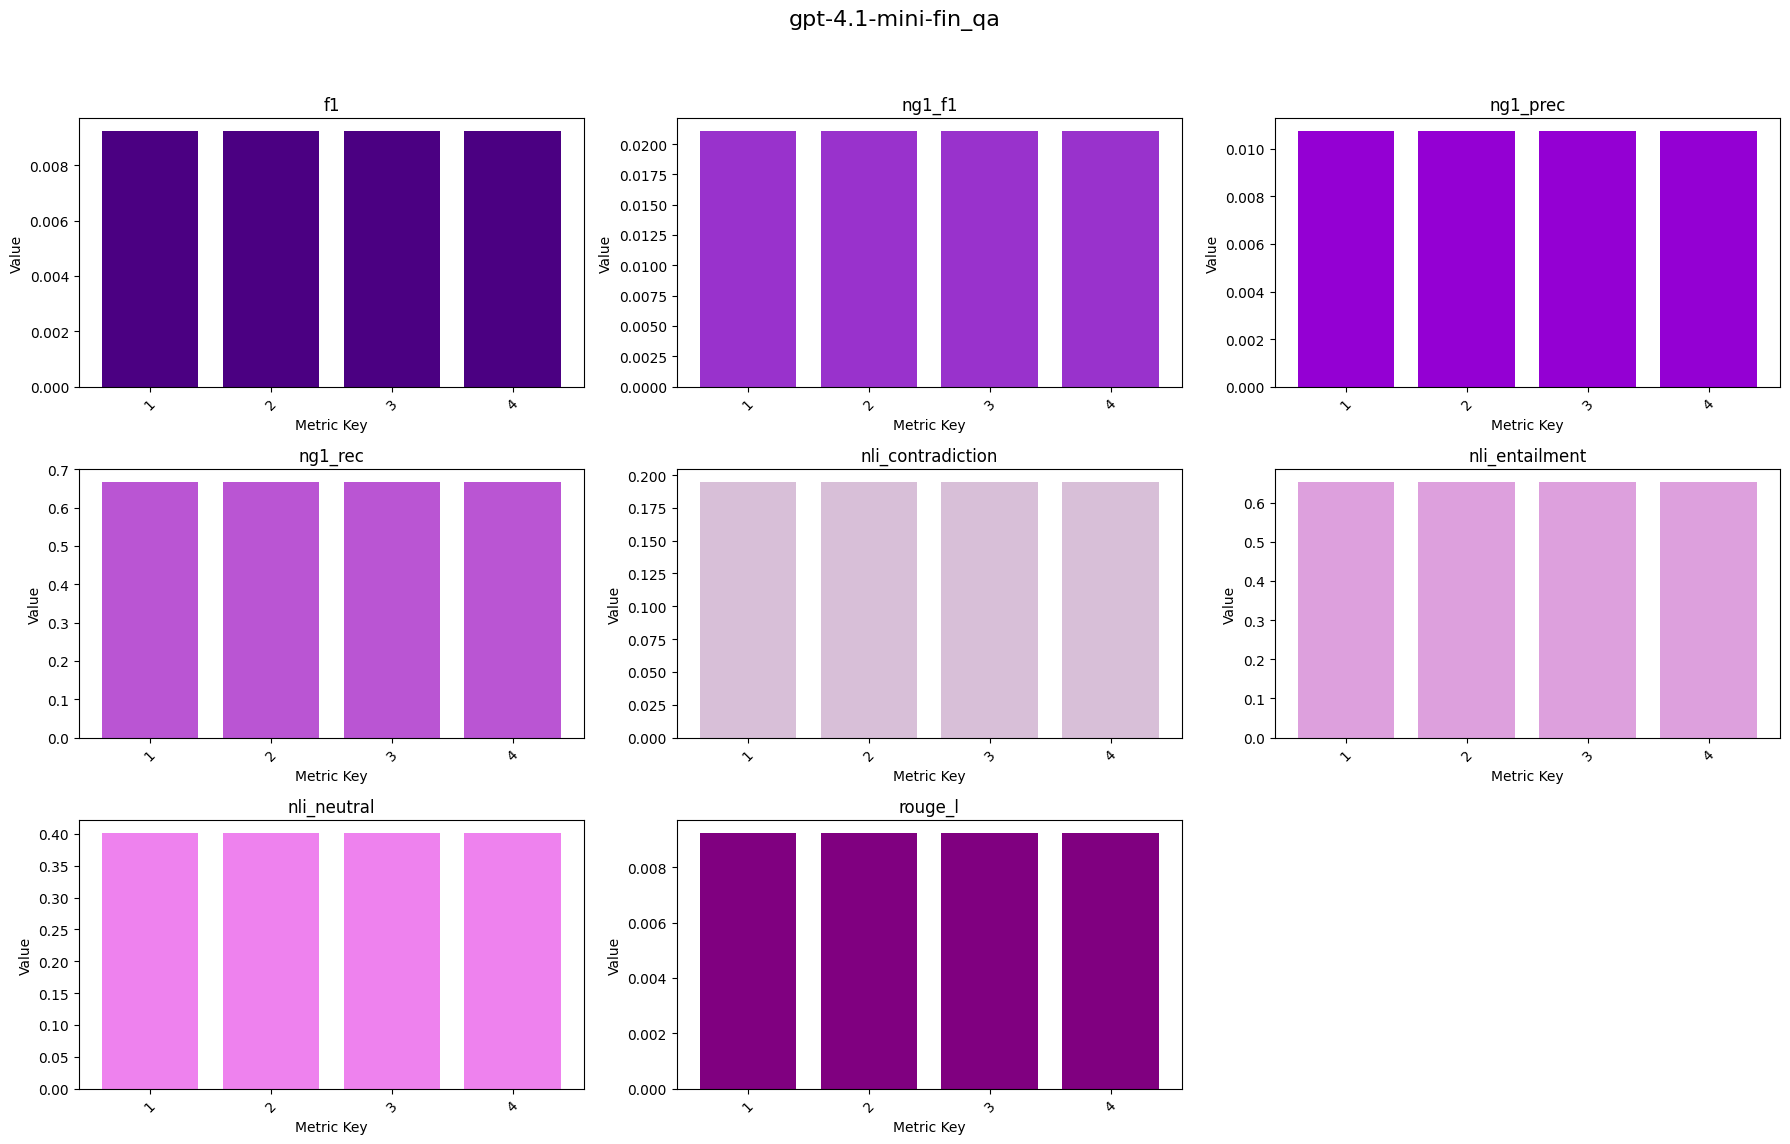 gpt-4.1-mini-fin_qa
f1
0.008
0.006
0.004
0.002
0.000
Value
1 2 3 4
Metric Key
ng1_f1
0.0200
0.0175
0.0150
0.0125
0.0100
0.0075
0.0050
0.0025
0.0000
Value
1 2 3 4
Metric Key
ng1_prec
0.010
0.008
0.006
0.004
0.002
0.000
Value
1 2 3 4
Metric Key
ng1_rec
0.7
0.6
0.5
0.4
0.3
0.2
0.1
0.0
Value
1 2 3 4
Metric Key
nli_contradiction
0.200
0.175
0.150
0.125
0.100
0.075
0.050
0.025
0.000
Value
1 2 3 4
Metric Key
nli_entailment
0.6
0.5
0.4
0.3
0.2
0.1
0.0
Value
1 2 3 4
Metric Key
nli_neutral
0.40
0.35
0.30
0.25
0.20
0.15
0.10
0.05
0.00
Value
1 2 3 4
Metric Key
rouge_l
0.008
0.006
0.004
0.002
0.000
Value
1 2 3 4
Metric Key